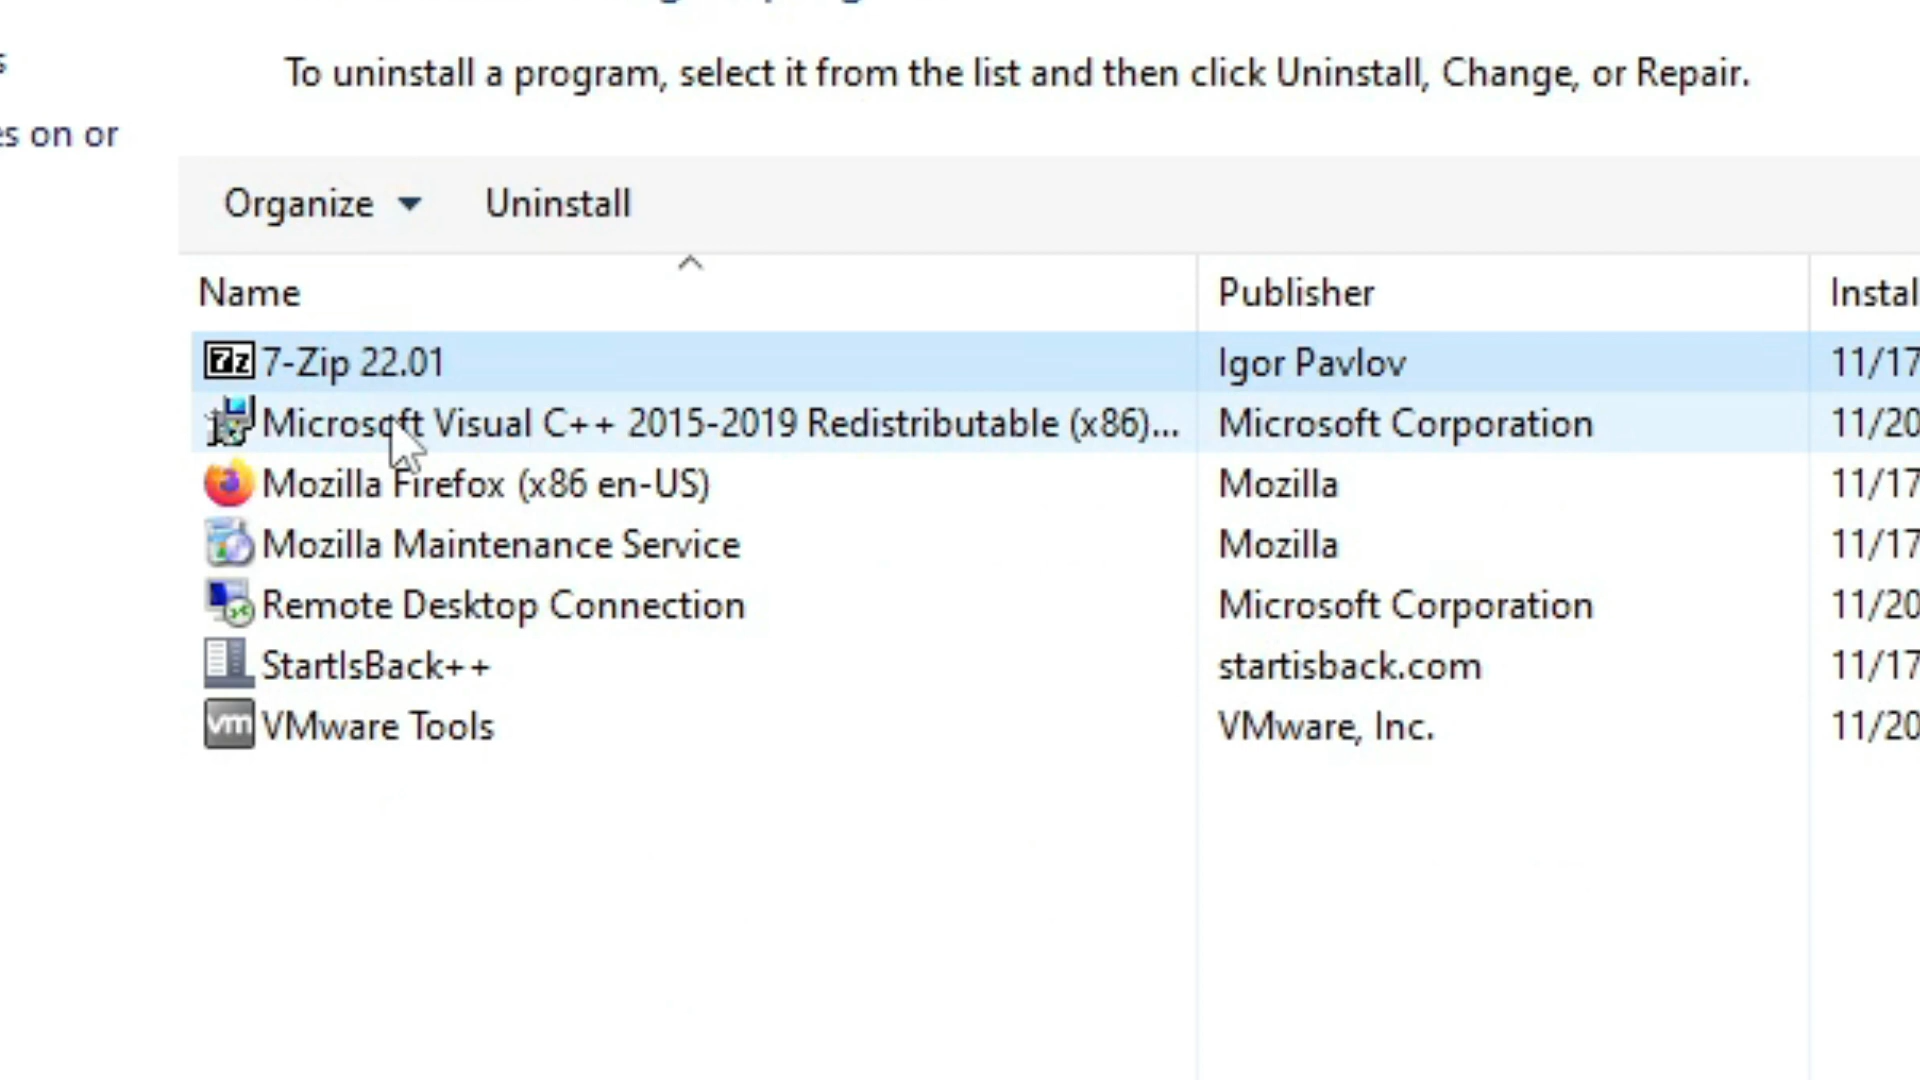 To uninstall a program, select it from the list and then click Uninstall, Change, or Repair.
on or
Organize Uninstall
Name Publisher
7-Zip 22.01 Igor Pavlov 11/17
Microsoft Visual C++ 2015-2019 Redistributable (x86)... Microsoft Corporation 11/20
Mozilla Firefox (x86 en-US) Mozilla 11/17
Mozilla Maintenance Service Mozilla 11/17
Remote Desktop Connection Microsoft Corporation 11/20
StartIsBack++ startisback.com 11/17
vm VMware Tools VMware, Inc. 11/20